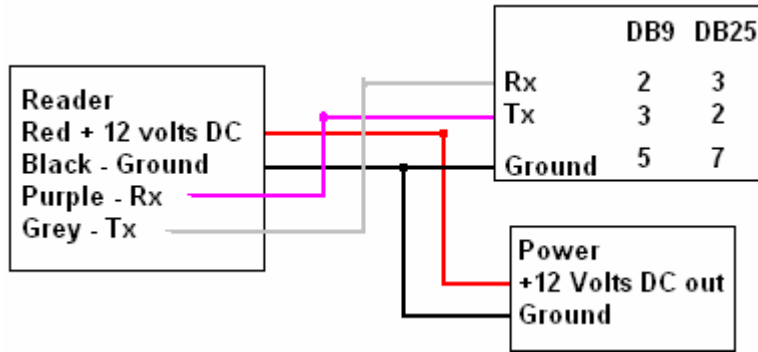 Reader
Red + 12 volts DC
Black - Ground
Purple - Rx
Grey - Tx
DB9 DB25
Rx 2 3
Tx 3 2
Ground 5 7
Power
+12 Volts DC out
Ground